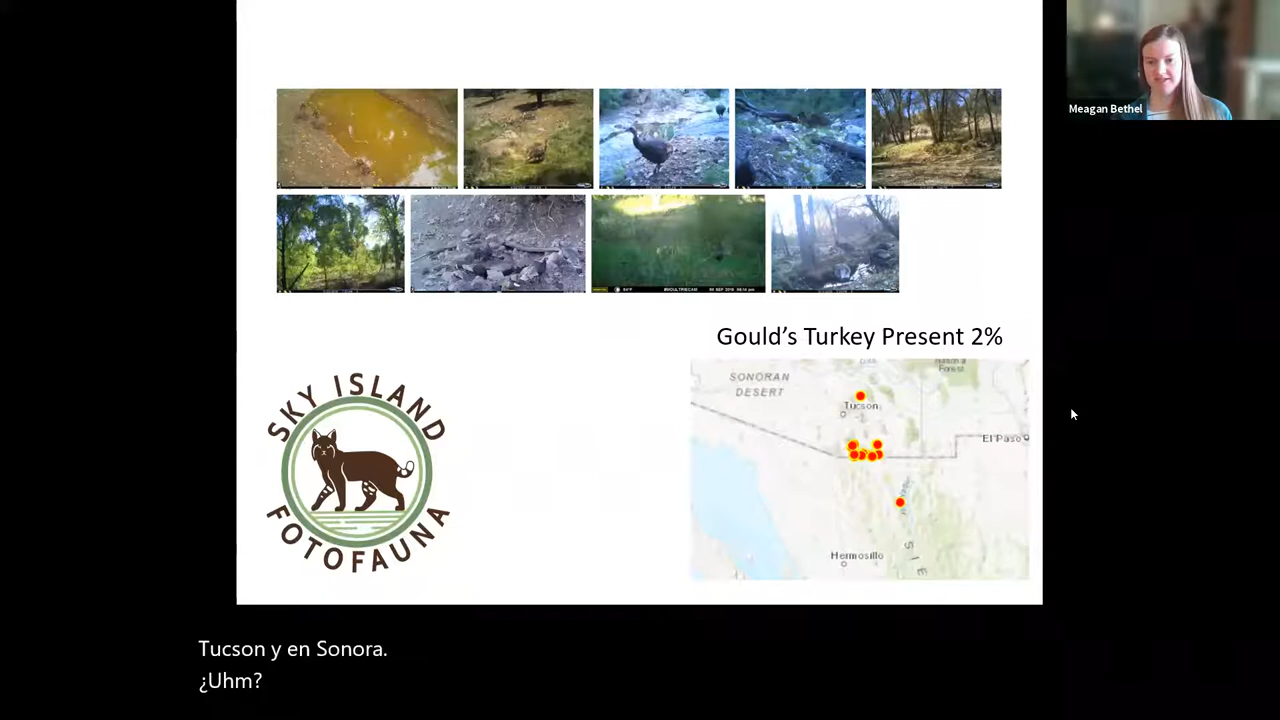 Meagan Bethel
Gould's Turkey Present 2%
SONORAN
DESERT
Tucson
El Paso
Hermosillo
S I E
SKY ISLAND
FOTOFAUNA
Tucson y en Sonora.
¿Uhm?